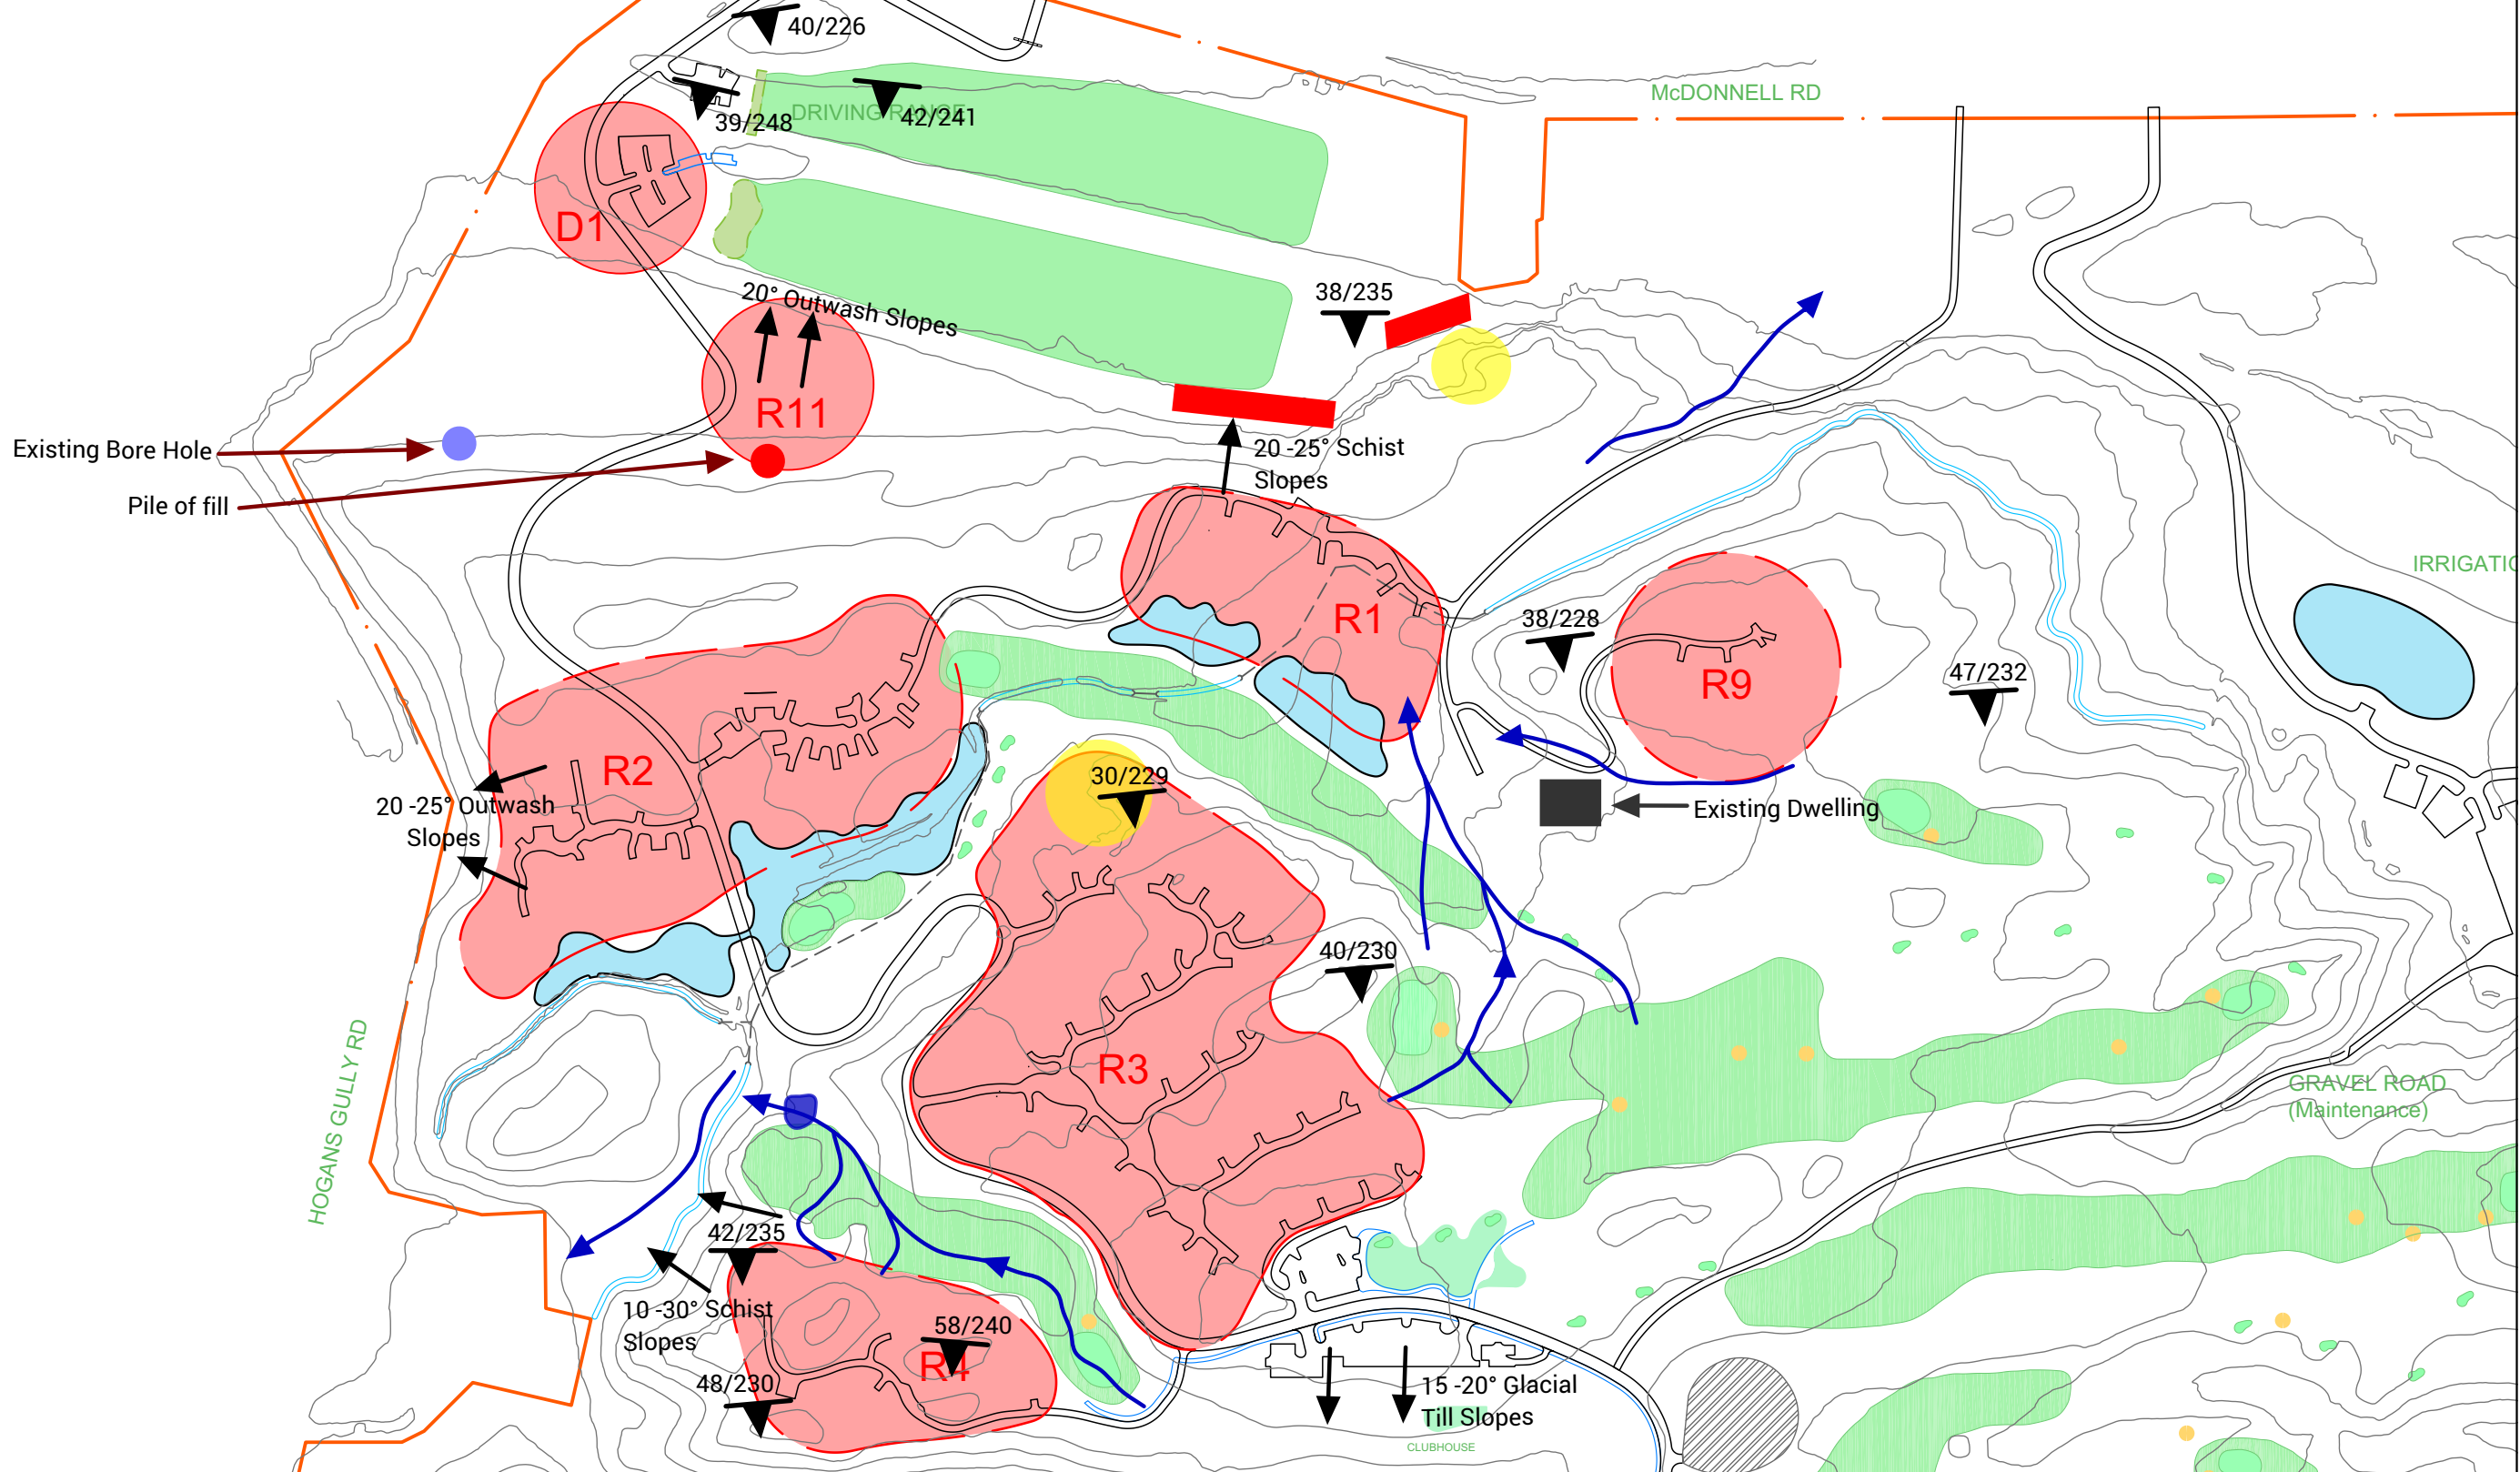 40/226
McDONNELL RD
DRIVING RANGE
42/241
39/248
D1
20° Outwash Slopes
38/235
R11
Existing Bore Hole
20 -25° Schist
Slopes
Pile of fill
IRRIGATIO
R1
38/228
47/232
R9
R2
30/229
20 -25° Outwash
Slopes
Existing Dwelling
40/230
R3
HOGANS GULLY RD
GRAVEL ROAD
(Maintenance)
42/235
10 -30° Schist
Slopes
58/240
R4
48/230
15 -20° Glacial
Till Slopes
CLUBHOUSE